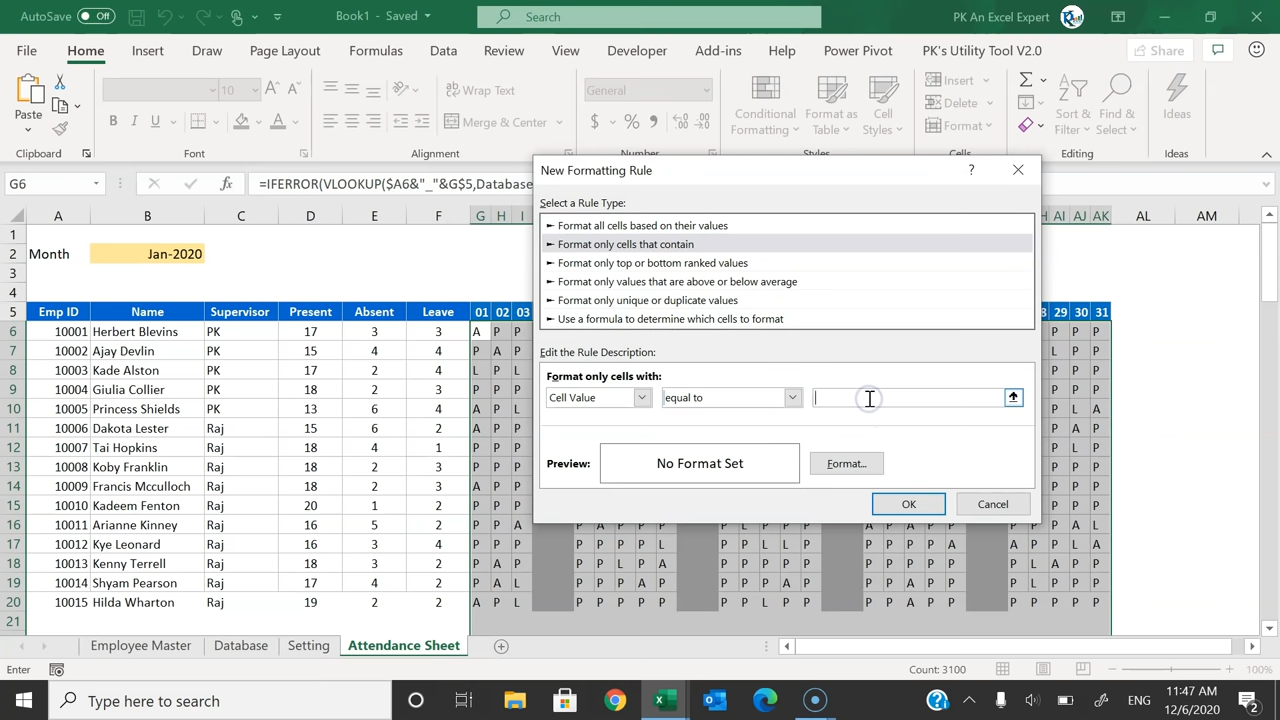 AutoSave Off Book1 - Saved Search PK An Excel Expert
File Home Insert Draw Page Layout Formulas Data Review View Developer Add-ins Help Power Pivot PK's Utility Tool V2.0 Share
Paste B I U A A Wrap Text Merge & Center General $ % Conditional Formatting Format as Table Cell Styles Insert Delete Format Sort & Filter Find & Select Ideas
Clipboard Font Alignment Number Styles Cells Editing Ideas
G6 fx =IFERROR(VLOOKUP($A6&"_"&G$5,Database
A B C D E F G H I AI AJ AK AL AM
1
2 Month Jan-2020
3
4
5 Emp ID Name Supervisor Present Absent Leave 01 02 03 29 30 31
6 10001 Herbert Blevins PK 17 3 3 A P P P P P
7 10002 Ajay Devlin PK 15 4 4 P A P L P P
8 10003 Kade Alston PK 17 2 4 L P L P P P
9 10004 Giulia Collier PK 18 2 3 P P P P P P
10 10005 Princess Shields PK 13 6 4 A P L P L P
11 10006 Dakota Lester Raj 15 6 2 P P P P A P
12 10007 Tai Hopkins Raj 18 4 1 P P P P P P
13 10008 Koby Franklin Raj 18 2 3 P P P P P P
14 10009 Francis Mcculloch Raj 18 2 3 P A P P P P
15 10010 Kadeem Fenton Raj 20 1 2 P P P P P P
16 10011 Arianne Kinney Raj 16 5 2 P P A P A P P A A P P P P A L
17 10012 Kye Leonard Raj 16 3 4 P P P P P P P L P L L P P P P A A P P L A
18 10013 Kenny Terrell Raj 18 3 2 P A P P P L P A P P P P P P P P P P L A P P
19 10014 Shyam Pearson Raj 17 4 2 P A L P P P A P P P P A P P P A P P P P P P P
20 10015 Hilda Wharton Raj 19 2 2 A P L P P P P P P P L P P P P A P P P P P P P
21
New Formatting Rule ?
Select a Rule Type:
► Format all cells based on their values
► Format only cells that contain
► Format only top or bottom ranked values
► Format only values that are above or below average
► Format only unique or duplicate values
► Use a formula to determine which cells to format
Edit the Rule Description:
Format only cells with:
Cell Value equal to
Preview: No Format Set Format...
OK Cancel
Employee Master Database Setting Attendance Sheet
Enter Count: 3100 100%
Type here to search ENG 11:47 AM
12/6/2020 2